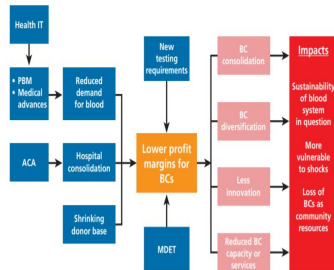 Health IT
• PBM
• Medical
advances
Reduced
demand
for blood
ACA
Hospital
consolidation
Shrinking
donor base
New
testing
requirements
Lower profit
margins for
BCs
MDET
BC
consolidation
BC
diversification
Less
innovation
Reduced BC
capacity or
services
Impacts
Sustainability
of blood
system
in question
More
vulnerable
to shocks
Loss of
BCs as
community
resources